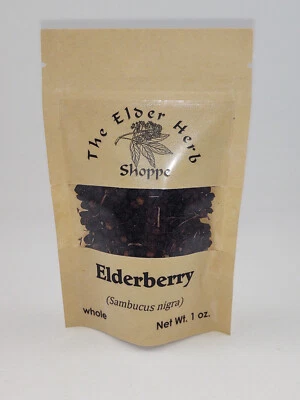 The Elder Herb
Shoppe
Elderberry
(Sambucus nigra)
whole
Net Wt. 1 oz.